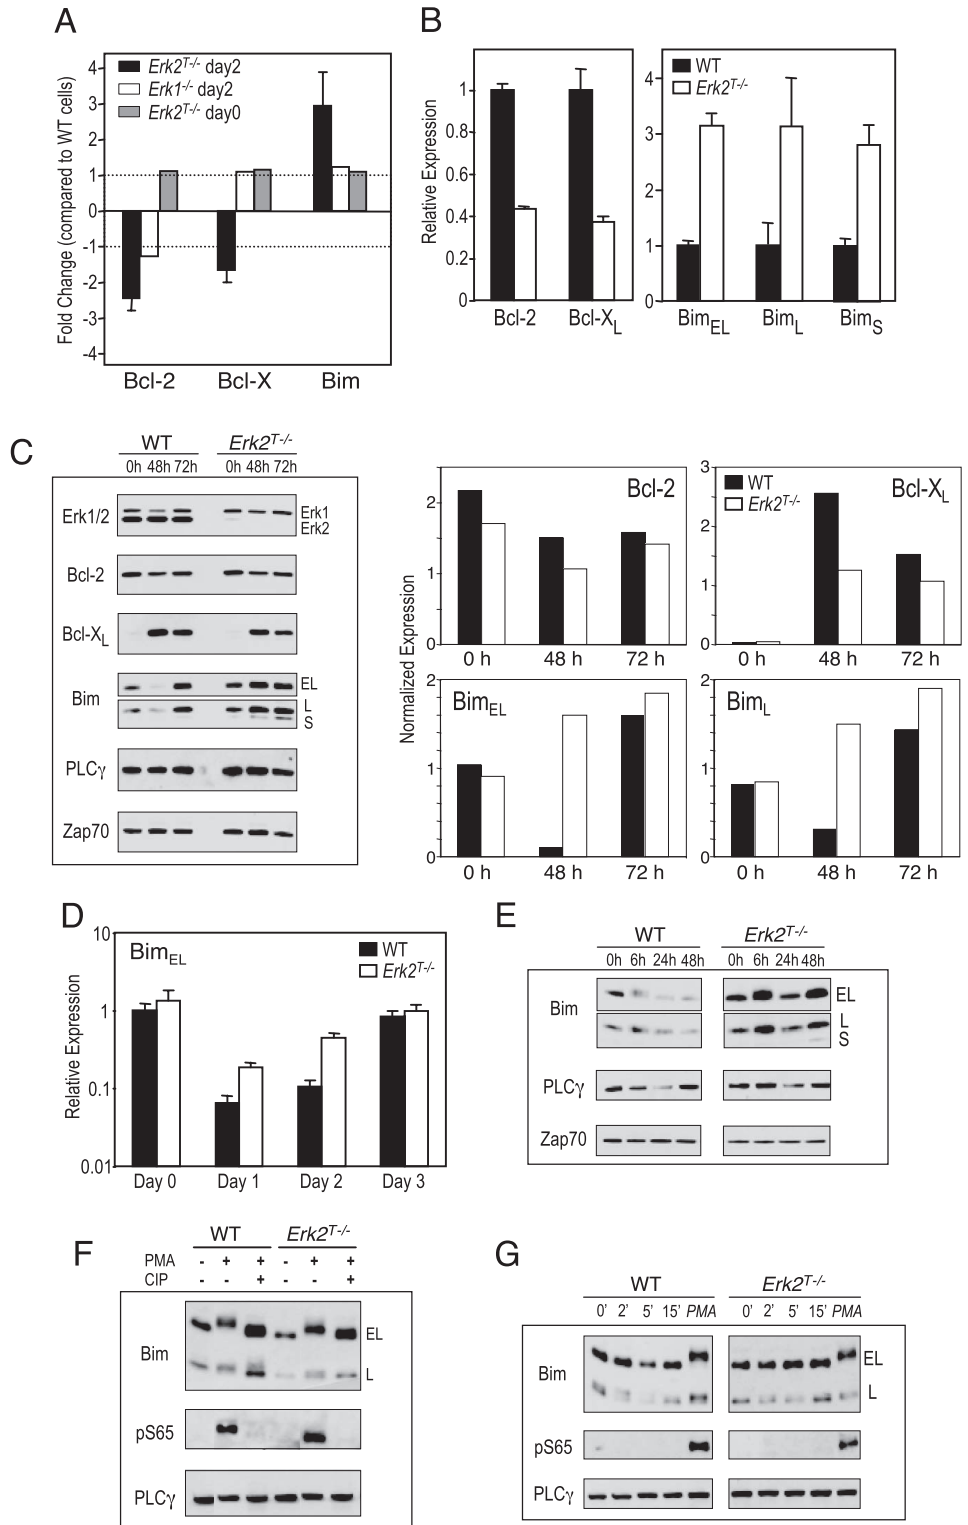 A
Fold Change (compared to WT cells)
4
3
2
1
0
-1
-2
-3
-4
Erk2T-/- day2
Erk1-/- day2
Erk2T-/- day0
Bcl-2 Bcl-X Bim
B
Relative Expression
1
0.8
0.6
0.4
0.2
0
Bcl-2 Bcl-XL
4
3
2
1
0
WT
Erk2T-/-
BimEL BimL BimS
C
WT Erk2T-/-
0h 48h 72h 0h 48h 72h
Erk1/2 Erk1
Erk2
Bcl-2
Bcl-XL
Bim EL
L
S
PLCγ
Zap70
Normalized Expression
Bcl-2
2
1
0
0 h 48 h 72 h
WT
Erk2T-/-
Bcl-XL
3
2
1
0
0 h 48 h 72 h
BimEL
2
1
0
0 h 48 h 72 h
BimL
2
1
0
0 h 48 h 72 h
D
Relative Expression
BimEL
WT
Erk2T-/-
10
1
0.1
0.01
Day 0 Day 1 Day 2 Day 3
E
WT Erk2T-/-
0h 6h 24h 48h 0h 6h 24h 48h
Bim EL
L
S
PLCγ
Zap70
F
WT Erk2T-/-
PMA - + + - + +
CIP - - + - - +
Bim EL
L
pS65
PLCγ
G
WT Erk2T-/-
0' 2' 5' 15' PMA 0' 2' 5' 15' PMA
Bim EL
L
pS65
PLCγ